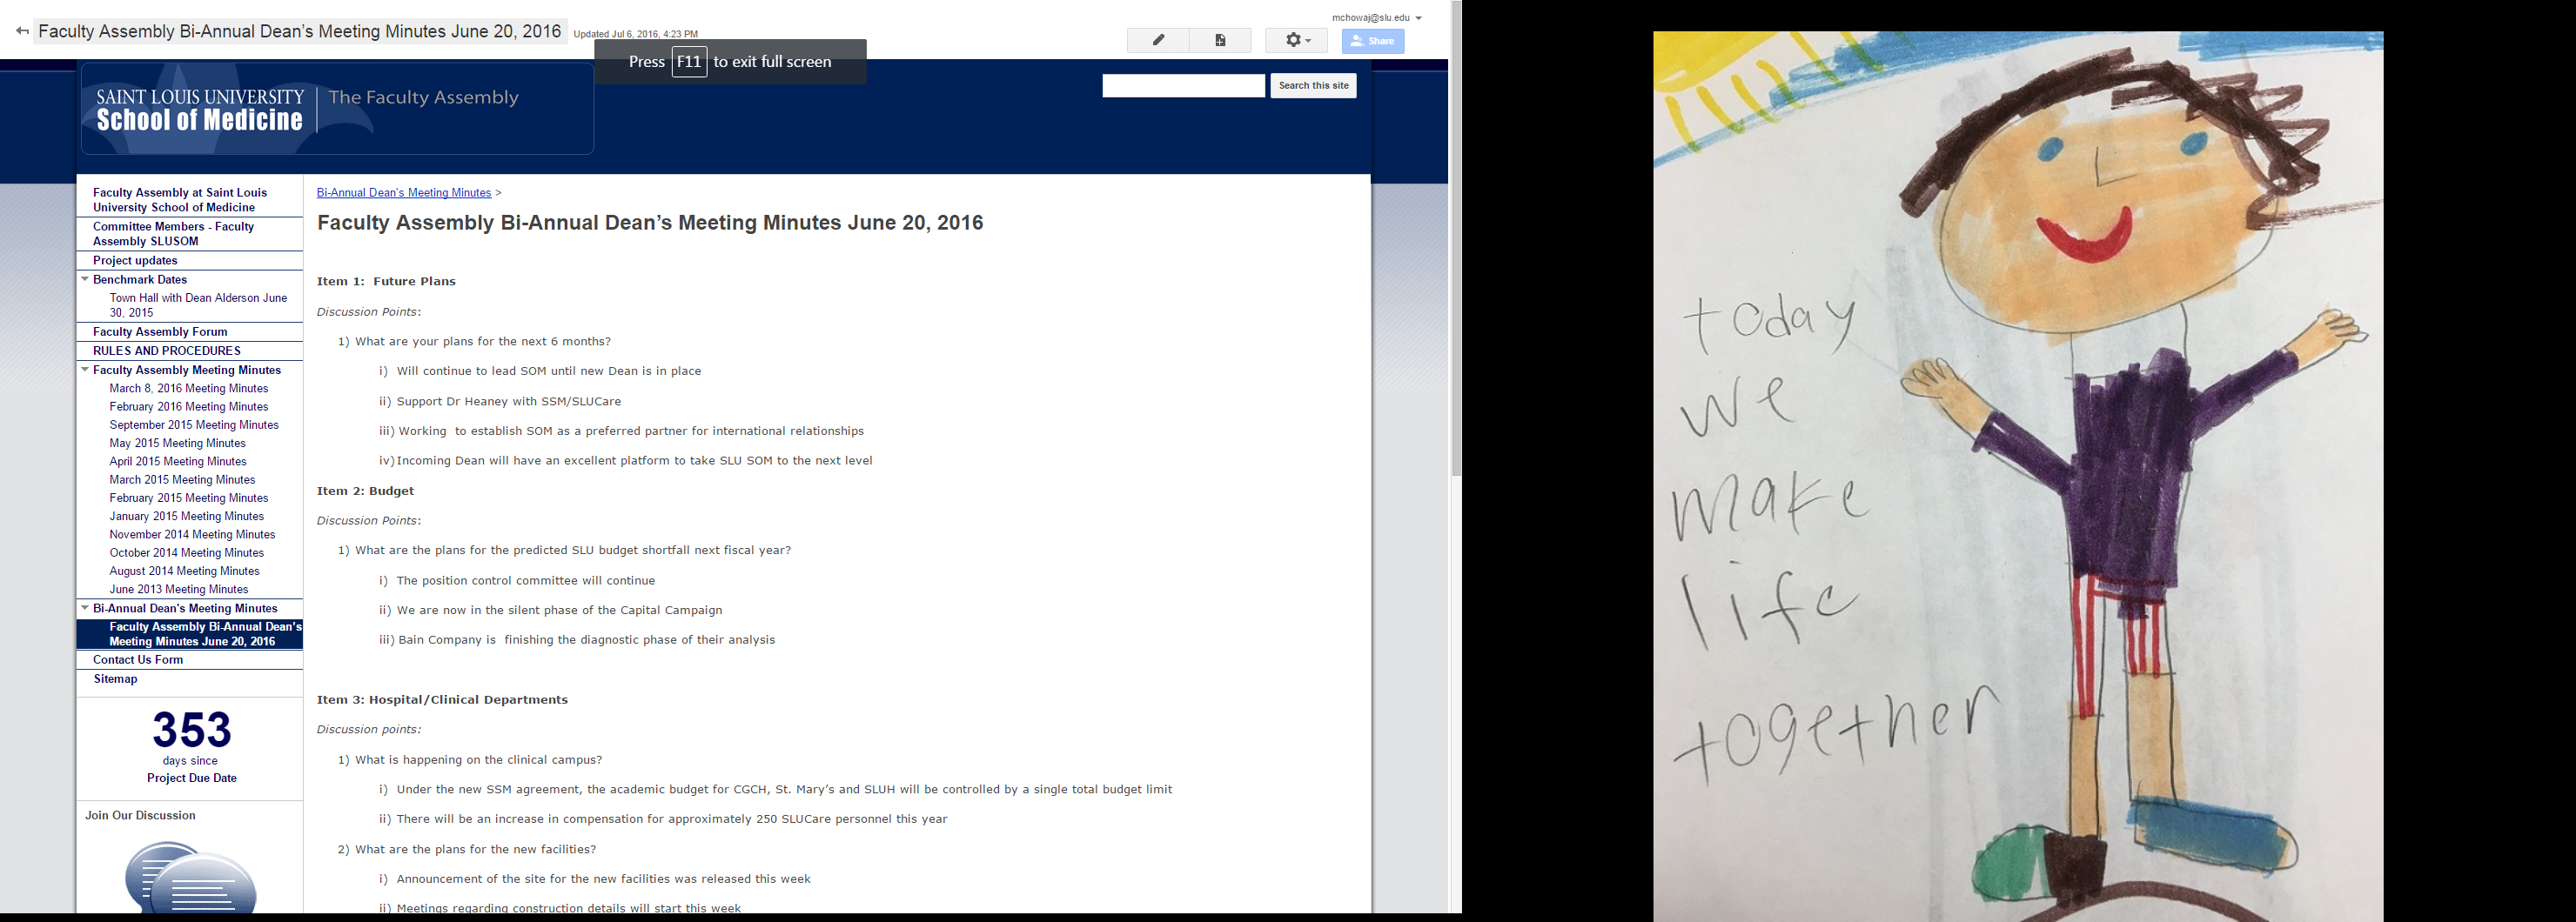 Faculty Assembly Bi-Annual Dean’s Meeting Minutes June 20, 2016 Updated Jul 6, 2016, 4:23 PM
mchowaj@slu.edu
Share
Press F11 to exit full screen
SAINT LOUIS UNIVERSITY
School of Medicine
The Faculty Assembly
Search this site
Faculty Assembly at Saint Louis
University School of Medicine
Committee Members - Faculty
Assembly SLUSOM
Project updates
Benchmark Dates
Town Hall with Dean Alderson June
30, 2015
Faculty Assembly Forum
RULES AND PROCEDURES
Faculty Assembly Meeting Minutes
March 8, 2016 Meeting Minutes
February 2016 Meeting Minutes
September 2015 Meeting Minutes
May 2015 Meeting Minutes
April 2015 Meeting Minutes
March 2015 Meeting Minutes
February 2015 Meeting Minutes
January 2015 Meeting Minutes
November 2014 Meeting Minutes
October 2014 Meeting Minutes
August 2014 Meeting Minutes
June 2013 Meeting Minutes
Bi-Annual Dean's Meeting Minutes
Faculty Assembly Bi-Annual Dean’s
Meeting Minutes June 20, 2016
Contact Us Form
Sitemap
353
days since
Project Due Date
Join Our Discussion
Bi-Annual Dean's Meeting Minutes >
Faculty Assembly Bi-Annual Dean’s Meeting Minutes June 20, 2016
Item 1:  Future Plans
Discussion Points:
1) What are your plans for the next 6 months?
i) Will continue to lead SOM until new Dean is in place
ii) Support Dr Heaney with SSM/SLUCare
iii) Working  to establish SOM as a preferred partner for international relationships
iv) Incoming Dean will have an excellent platform to take SLU SOM to the next level
Item 2: Budget
Discussion Points:
1) What are the plans for the predicted SLU budget shortfall next fiscal year?
i) The position control committee will continue
ii) We are now in the silent phase of the Capital Campaign
iii) Bain Company is  finishing the diagnostic phase of their analysis
Item 3: Hospital/Clinical Departments
Discussion points:
1) What is happening on the clinical campus?
i) Under the new SSM agreement, the academic budget for CGCH, St. Mary’s and SLUH will be controlled by a single total budget limit
ii) There will be an increase in compensation for approximately 250 SLUCare personnel this year
2) What are the plans for the new facilities?
i) Announcement of the site for the new facilities was released this week
ii) Meetings regarding construction details will start this week
today
we
make
life
together